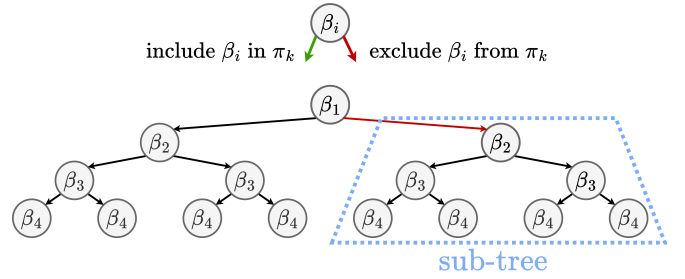 βi
include βi in πk exclude βi from πk
β1
β2 β2
β3 β3 β3 β3
β4 β4 β4 β4 β4 β4 β4 β4
sub-tree